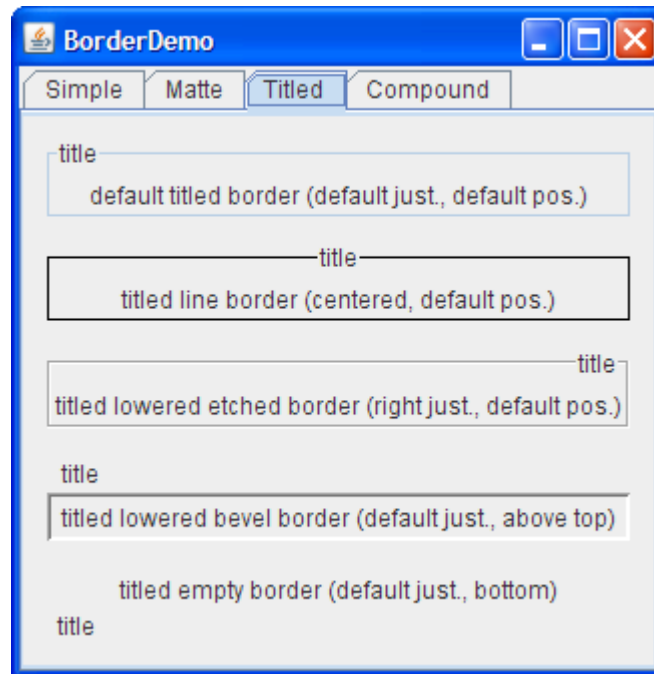 BorderDemo
Simple Matte Titled Compound
title
default titled border (default just., default pos.)
title
titled line border (centered, default pos.)
title
titled lowered etched border (right just., default pos.)
title
titled lowered bevel border (default just., above top)
titled empty border (default just., bottom)
title